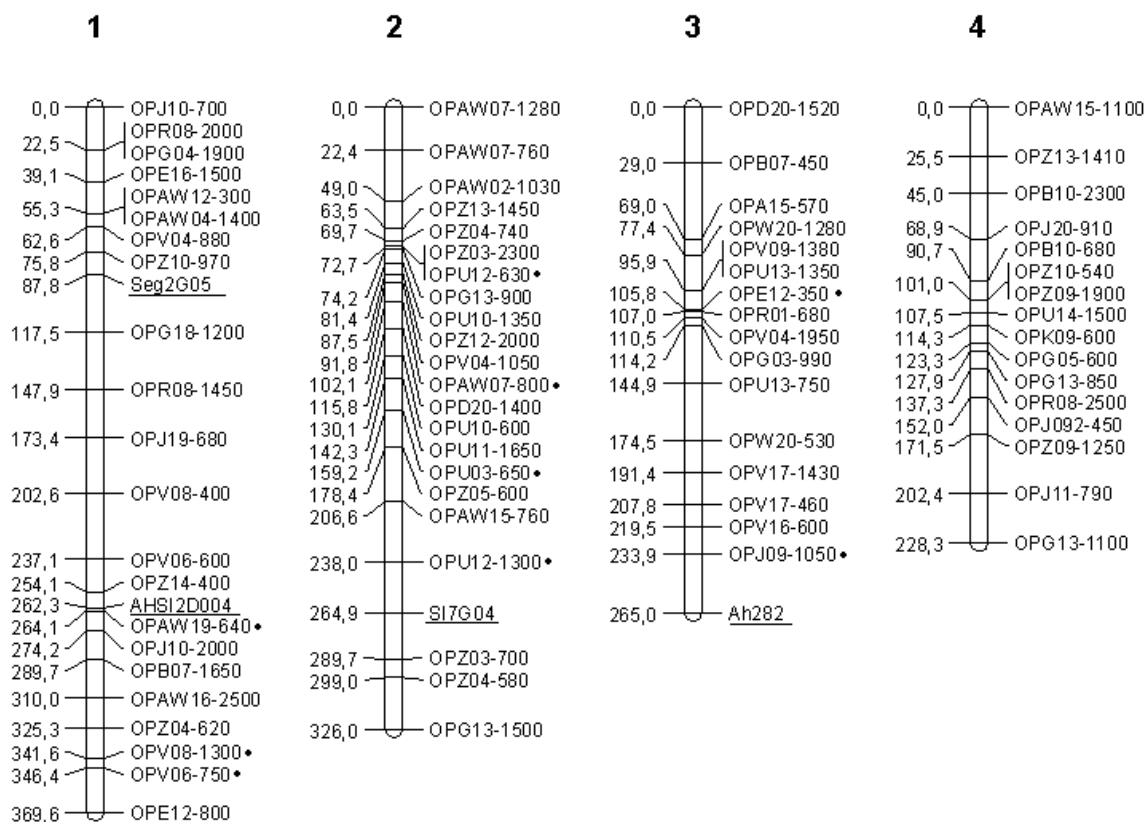 1
0,0 OPJ10-700
OPR08-2000
22,5 OPG04-1900
39,1 OPE16-1500
OPAW12-300
55,3 OPAW04-1400
62,6 OPV04-880
75,8 OPZ10-970
87,8 Seg2G05
117,5 OPG18-1200
147,9 OPR08-1450
173,4 OPJ19-680
202,6 OPV08-400
237,1 OPV06-600
254,1 OPZ14-400
262,3 AHSI2D004
264,1 OPAW19-640•
274,2 OPJ10-2000
289,7 OPB07-1650
310,0 OPAW16-2500
325,3 OPZ04-620
341,6 OPV08-1300•
346,4 OPV06-750•
369,6 OPE12-800
2
0,0 OPAW07-1280
22,4 OPAW07-760
49,0 OPAW02-1030
63,5 OPZ13-1450
69,7 OPZ04-740
OPZ03-2300
72,7 OPU12-630•
74,2 OPG13-900
81,4 OPU10-1350
87,5 OPZ12-2000
91,8 OPV04-1050
102,1 OPAW07-800•
115,8 OPD20-1400
130,1 OPU10-600
142,3 OPU11-1650
159,2 OPU03-650•
178,4 OPZ05-600
206,6 OPAW15-760
238,0 OPU12-1300•
264,9 SI7G04
289,7 OPZ03-700
299,0 OPZ04-580
326,0 OPG13-1500
3
0,0 OPD20-1520
29,0 OPB07-450
69,0 OPA15-570
77,4 OPW20-1280
OPV09-1380
95,9 OPU13-1350
105,8 OPE12-350•
107,0 OPR01-680
110,5 OPV04-1950
114,2 OPG03-990
144,9 OPU13-750
174,5 OPW20-530
191,4 OPV17-1430
207,8 OPV17-460
219,5 OPV16-600
233,9 OPJ09-1050•
265,0 Ah282
4
0,0 OPAW15-1100
25,5 OPZ13-1410
45,0 OPB10-2300
68,9 OPJ20-910
90,7 OPB10-680
OPZ10-540
101,0 OPZ09-1900
107,5 OPU14-1500
114,3 OPK09-600
123,3 OPG05-600
127,9 OPG13-850
137,3 OPR08-2500
152,0 OPJ092-450
171,5 OPZ09-1250
202,4 OPJ11-790
228,3 OPG13-1100